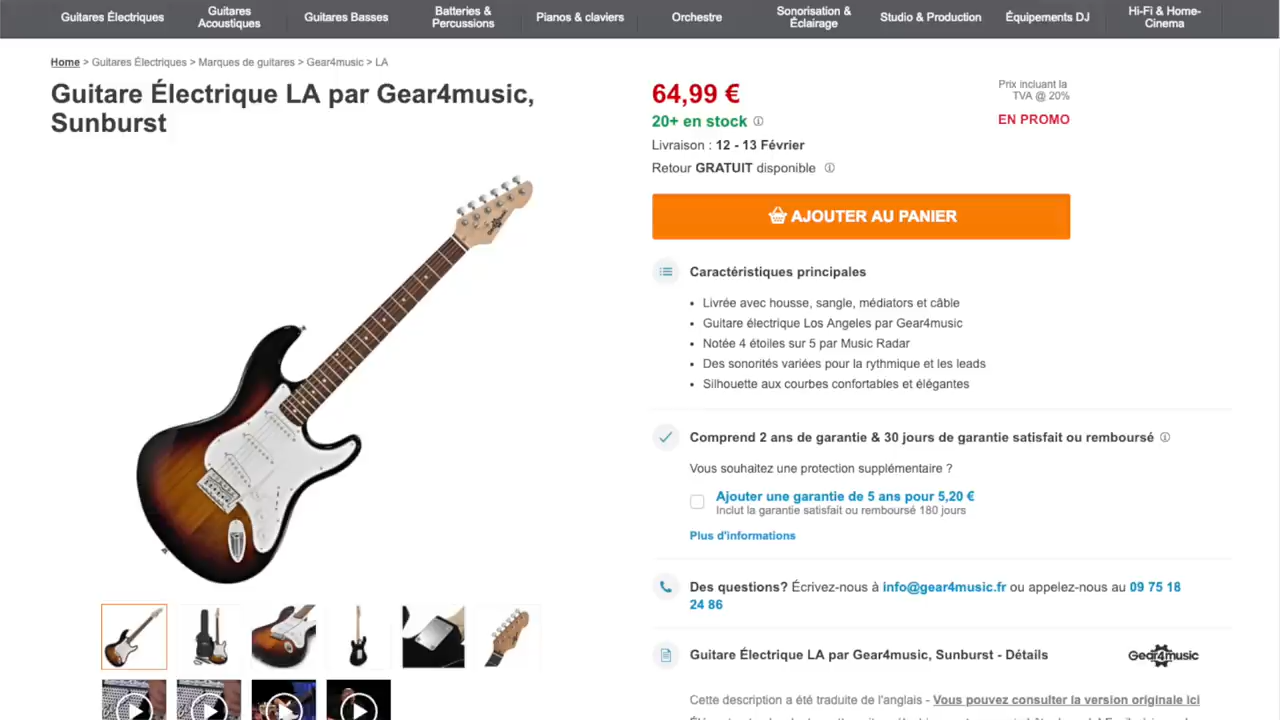 Guitares Électriques
Guitares
Acoustiques
Guitares Basses
Batteries &
Percussions
Pianos & claviers
Orchestre
Sonorisation &
Éclairage
Studio & Production
Équipements DJ
Hi-Fi & Home-
Cinema
Home > Guitares Électriques > Marques de guitares > Gear4music > LA
Guitare Électrique LA par Gear4music,
Sunburst
64,99 €
Prix incluant la
TVA @ 20%
20+ en stock
EN PROMO
Livraison : 12 - 13 Février
Retour GRATUIT disponible
AJOUTER AU PANIER
Caractéristiques principales
• Livrée avec housse, sangle, médiators et câble
• Guitare électrique Los Angeles par Gear4music
• Notée 4 étoiles sur 5 par Music Radar
• Des sonorités variées pour la rythmique et les leads
• Silhouette aux courbes confortables et élégantes
Comprend 2 ans de garantie & 30 jours de garantie satisfait ou remboursé
Vous souhaitez une protection supplémentaire ?
Ajouter une garantie de 5 ans pour 5,20 €
Inclut la garantie satisfait ou remboursé 180 jours
Plus d'informations
Des questions? Écrivez-nous à info@gear4music.fr ou appelez-nous au 09 75 18
24 86
Guitare Électrique LA par Gear4music, Sunburst - Détails
Gear4music
Cette description a été traduite de l'anglais - Vous pouvez consulter la version originale ici